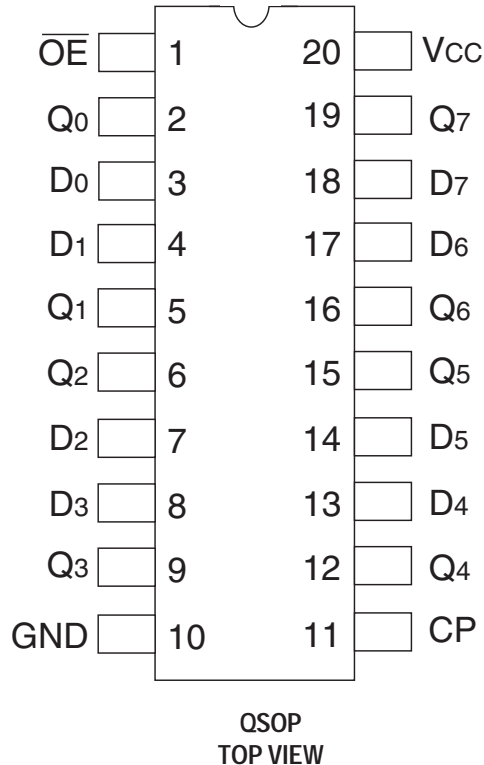 O̅E̅ 1 20 VCC
Q0 2 19 Q7
D0 3 18 D7
D1 4 17 D6
Q1 5 16 Q6
Q2 6 15 Q5
D2 7 14 D5
D3 8 13 D4
Q3 9 12 Q4
GND 10 11 CP
QSOP
TOP VIEW